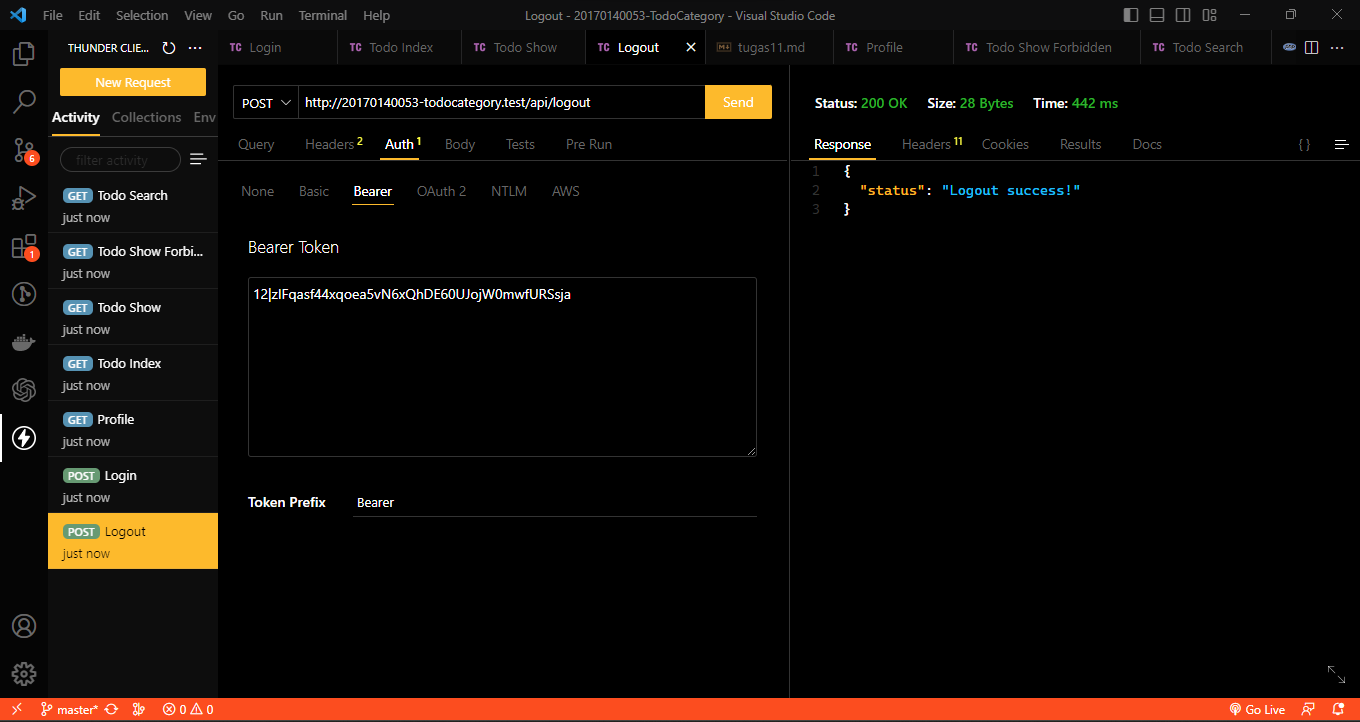 File Edit Selection View Go Run Terminal Help Logout - 20170140053-TodoCategory - Visual Studio Code
THUNDER CLIE... ···
TC Login TC Todo Index TC Todo Show TC Logout tugas11.md TC Profile TC Todo Show Forbidden TC Todo Search ···
New Request
Activity Collections Env
filter activity
GET Todo Search
just now
GET Todo Show Forbi...
just now
GET Todo Show
just now
GET Todo Index
just now
GET Profile
just now
POST Login
just now
POST Logout
just now
6
1
POST http://20170140053-todocategory.test/api/logout Send
Query Headers 2 Auth 1 Body Tests Pre Run
None Basic Bearer OAuth 2 NTLM AWS
Bearer Token
Token Prefix Bearer
Status: 200 OK Size: 28 Bytes Time: 442 ms
Response Headers 11 Cookies Results Docs { }
1 {
2 "status": "Logout success!"
3 }
master* 0 0 Go Live